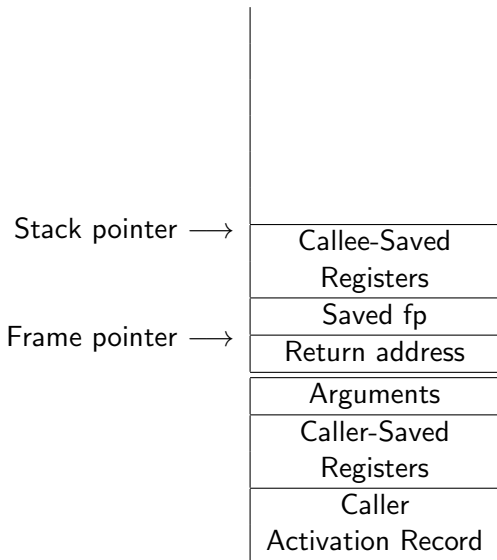 Stack pointer →
Callee-Saved
Registers
Saved fp
Frame pointer →
Return address
Arguments
Caller-Saved
Registers
Caller
Activation Record